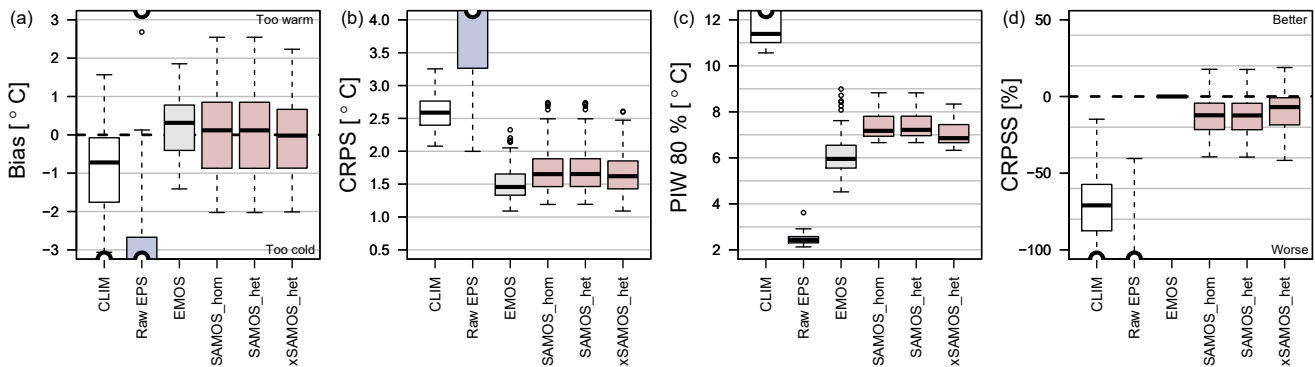 (a)
Bias [ ° C]
3
2
1
0
−1
−2
−3
Too warm
Too cold
CLIM
Raw EPS
EMOS
SAMOS_hom
SAMOS_het
xSAMOS_het
(b)
CRPS [ ° C]
4.0
3.5
3.0
2.5
2.0
1.5
1.0
0.5
CLIM
Raw EPS
EMOS
SAMOS_hom
SAMOS_het
xSAMOS_het
(c)
PIW 80 % [ ° C]
12
10
8
6
4
2
CLIM
Raw EPS
EMOS
SAMOS_hom
SAMOS_het
xSAMOS_het
(d)
CRPSS [%]
50
0
−50
−100
Better
Worse
CLIM
Raw EPS
EMOS
SAMOS_hom
SAMOS_het
xSAMOS_het